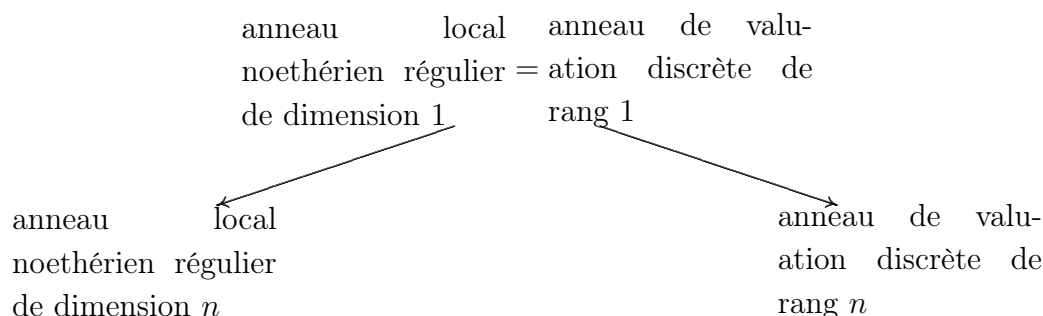 anneau local
noethérien régulier
de dimension 1
=
anneau de valu-
ation discrète de
rang 1
anneau local
noethérien régulier
de dimension n
anneau de valu-
ation discrète de
rang n